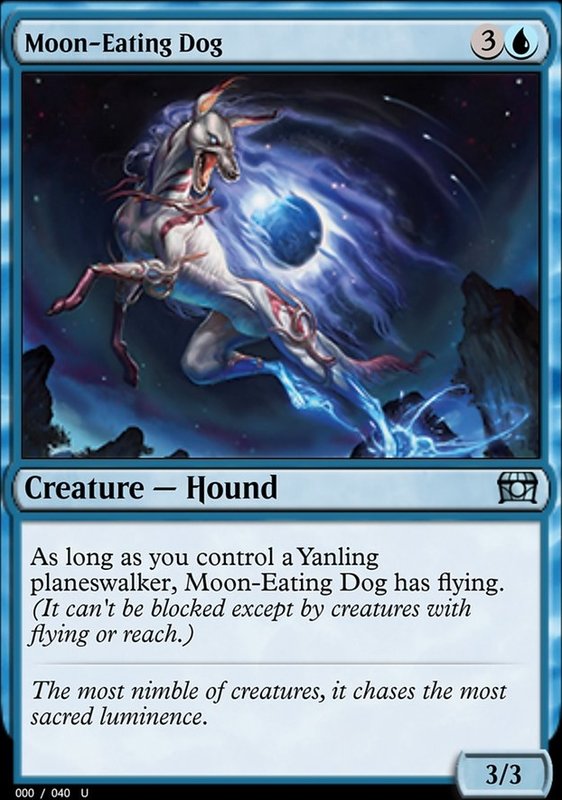 Moon-Eating Dog 3
Creature — Hound
As long as you control a Yanling
planeswalker, Moon-Eating Dog has flying.
(It can't be blocked except by creatures with
flying or reach.)
The most nimble of creatures, it chases the most
sacred luminence.
3/3
000 / 040 U